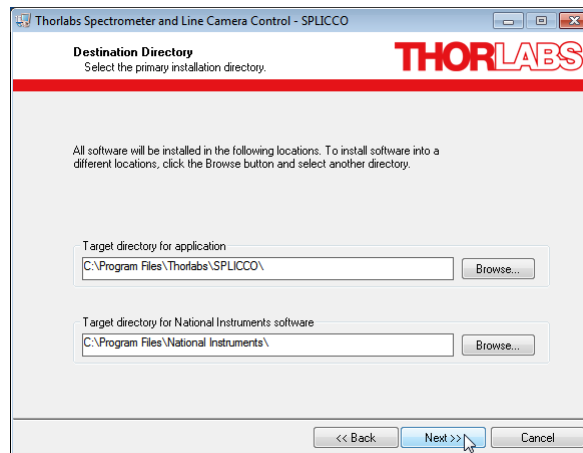 Thorlabs Spectrometer and Line Camera Control - SPLICCO
Destination Directory
Select the primary installation directory.
THORLABS
All software will be installed in the following locations. To install software into a
different locations, click the Browse button and select another directory.
Target directory for application
C:\Program Files\Thorlabs\SPLICCO\
Browse...
Target directory for National Instruments software
C:\Program Files\National Instruments\
Browse...
<< Back
Next >>
Cancel